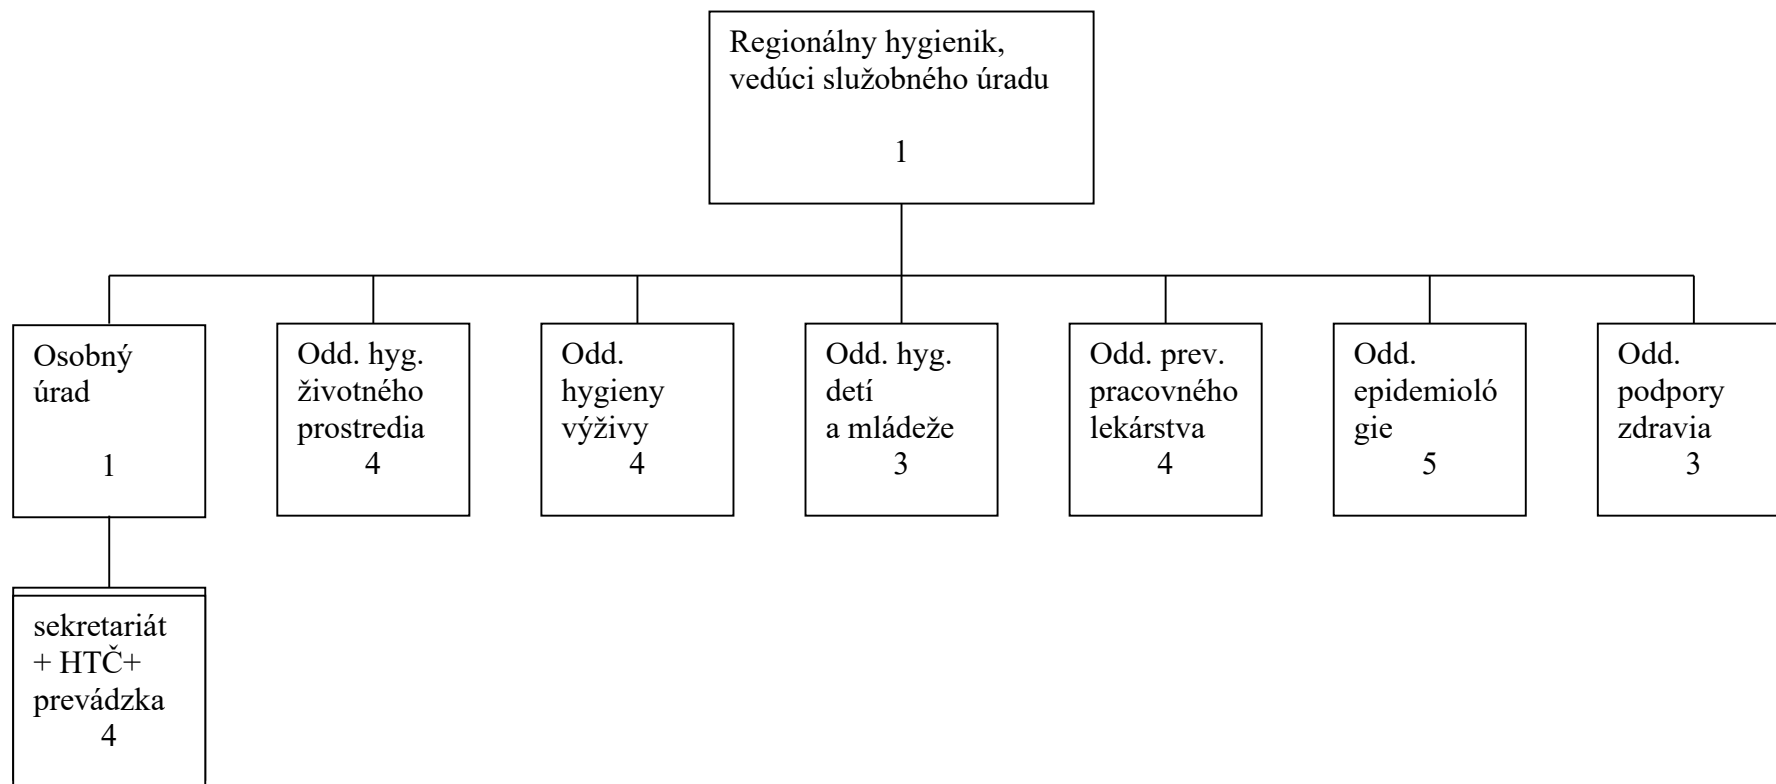 Regionálny hygienik,
vedúci služobného úradu
1
Osobný
úrad
1
Odd. hyg.
životného
prostredia
4
Odd.
hygieny
výživy
4
Odd. hyg.
detí
a mládeže
3
Odd. prev.
pracovného
lekárstva
4
Odd.
epidemioló
gie
5
Odd.
podpory
zdravia
3
sekretariát
+ HTČ+
prevádzka
4